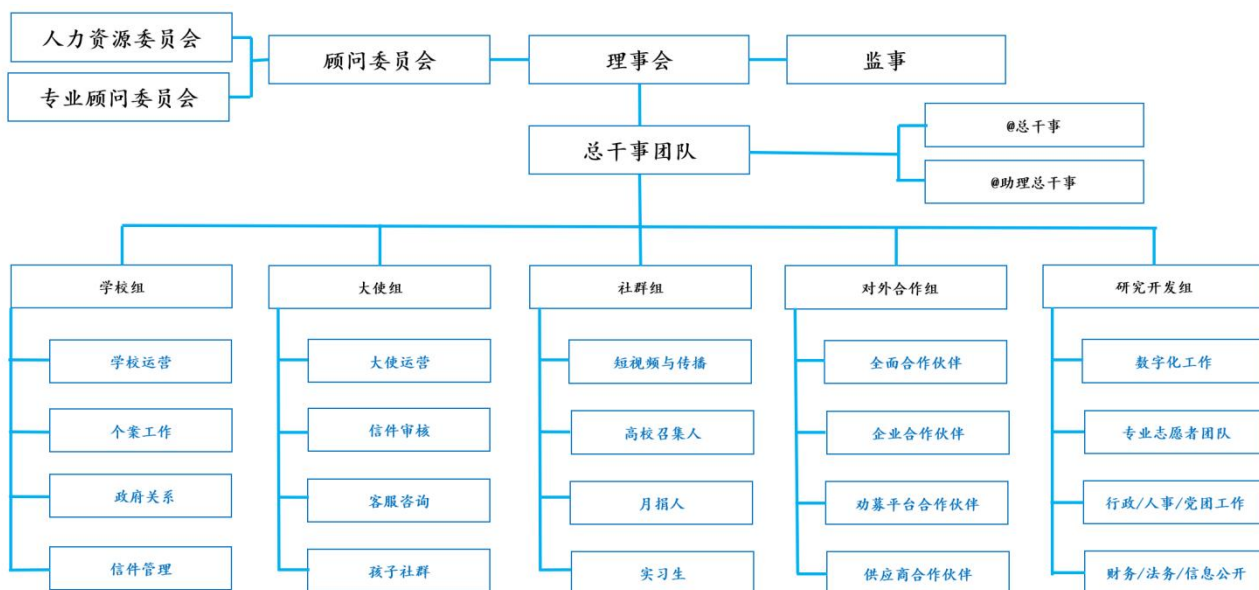 人力资源委员会
专业顾问委员会
顾问委员会
理事会
监事
总干事团队
@总干事
@助理总干事
学校组
大使组
社群组
对外合作组
研究开发组
学校运营
大使运营
短视频与传播
全面合作伙伴
数字化工作
个案工作
信件审核
高校召集人
企业合作伙伴
专业志愿者团队
政府关系
客服咨询
月捐人
劝募平台合作伙伴
行政/人事/党团工作
信件管理
孩子社群
实习生
供应商合作伙伴
财务/法务/信息公开